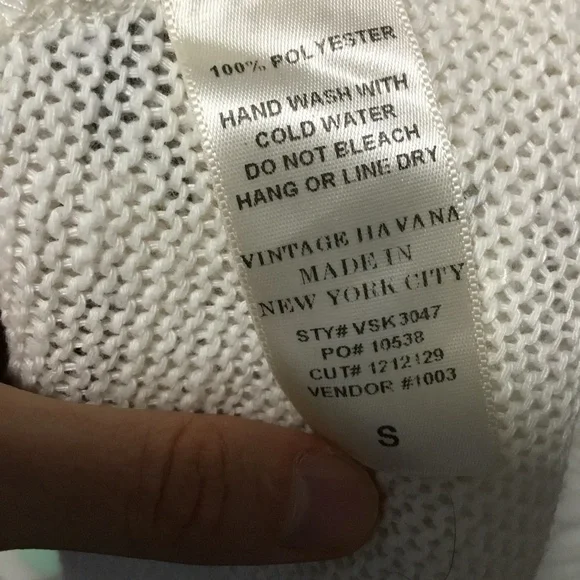 100% POLYESTER
HAND WASH WITH
COLD WATER
DO NOT BLEACH
HANG OR LINE DRY
VINTAGE HAVANA
MADE IN
NEW YORK CITY
STY# VSK3047
PO# 10538
CUT# 1212129
VENDOR #1003
S